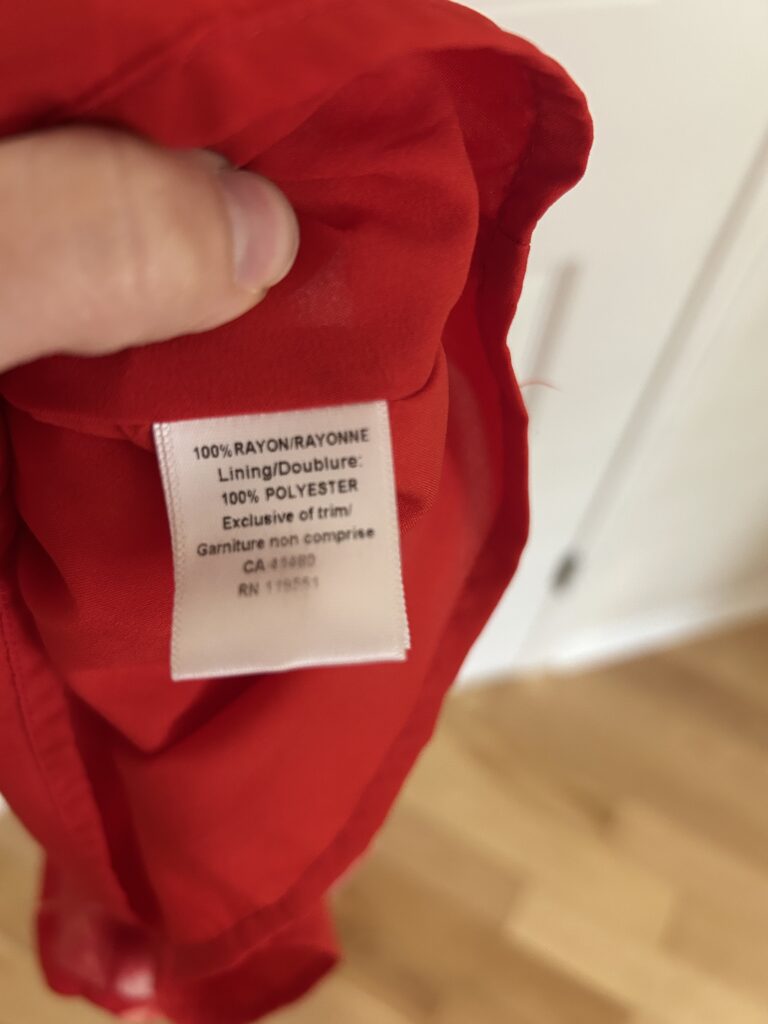 100% RAYON/RAYONNE
Lining/Doublure:
100% POLYESTER
Exclusive of trim/
Garniture non comprise
CA
RN